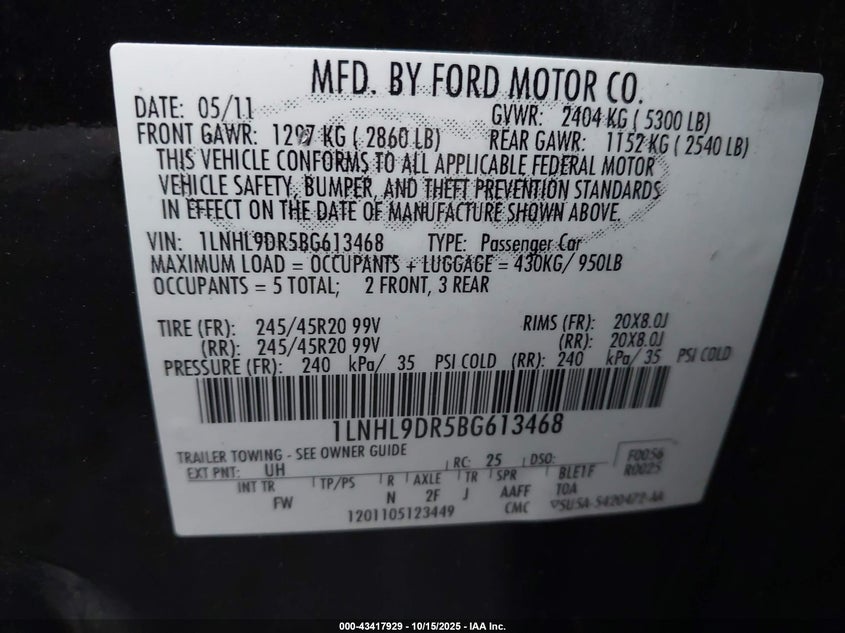 MFD. BY FORD MOTOR CO.
DATE: 05/11 GVWR: 2404 KG ( 5300 LB)
FRONT GAWR: 1297 KG ( 2860 LB) REAR GAWR: 1152 KG ( 2540 LB)
THIS VEHICLE CONFORMS TO ALL APPLICABLE FEDERAL MOTOR
VEHICLE SAFETY, BUMPER, AND THEFT PREVENTION STANDARDS
IN EFFECT ON THE DATE OF MANUFACTURE SHOWN ABOVE.
VIN: 1LNHL9DR5BG613468 TYPE: Passenger Car
MAXIMUM LOAD = OCCUPANTS + LUGGAGE = 430KG/ 950LB
OCCUPANTS = 5 TOTAL; 2 FRONT, 3 REAR
TIRE (FR): 245/45R20 99V RIMS (FR): 20X8.0J
(RR): 245/45R20 99V (RR): 20X8.0J
PRESSURE (FR): 240 kPa/ 35 PSI COLD (RR): 240 kPa/ 35 PSI COLD
1LNHL9DR5BG613468
TRAILER TOWING - SEE OWNER GUIDE F0056
EXT PNT: UH RC: 25 DSO: R0025
INT TR TP/PS R AXLE TR SPR BLE1F
FW N 2F J AAFF TOA
1201105123449 CMC 5U5A-5420472-AA
000-43417929 - 10/15/2025 - IAA Inc.